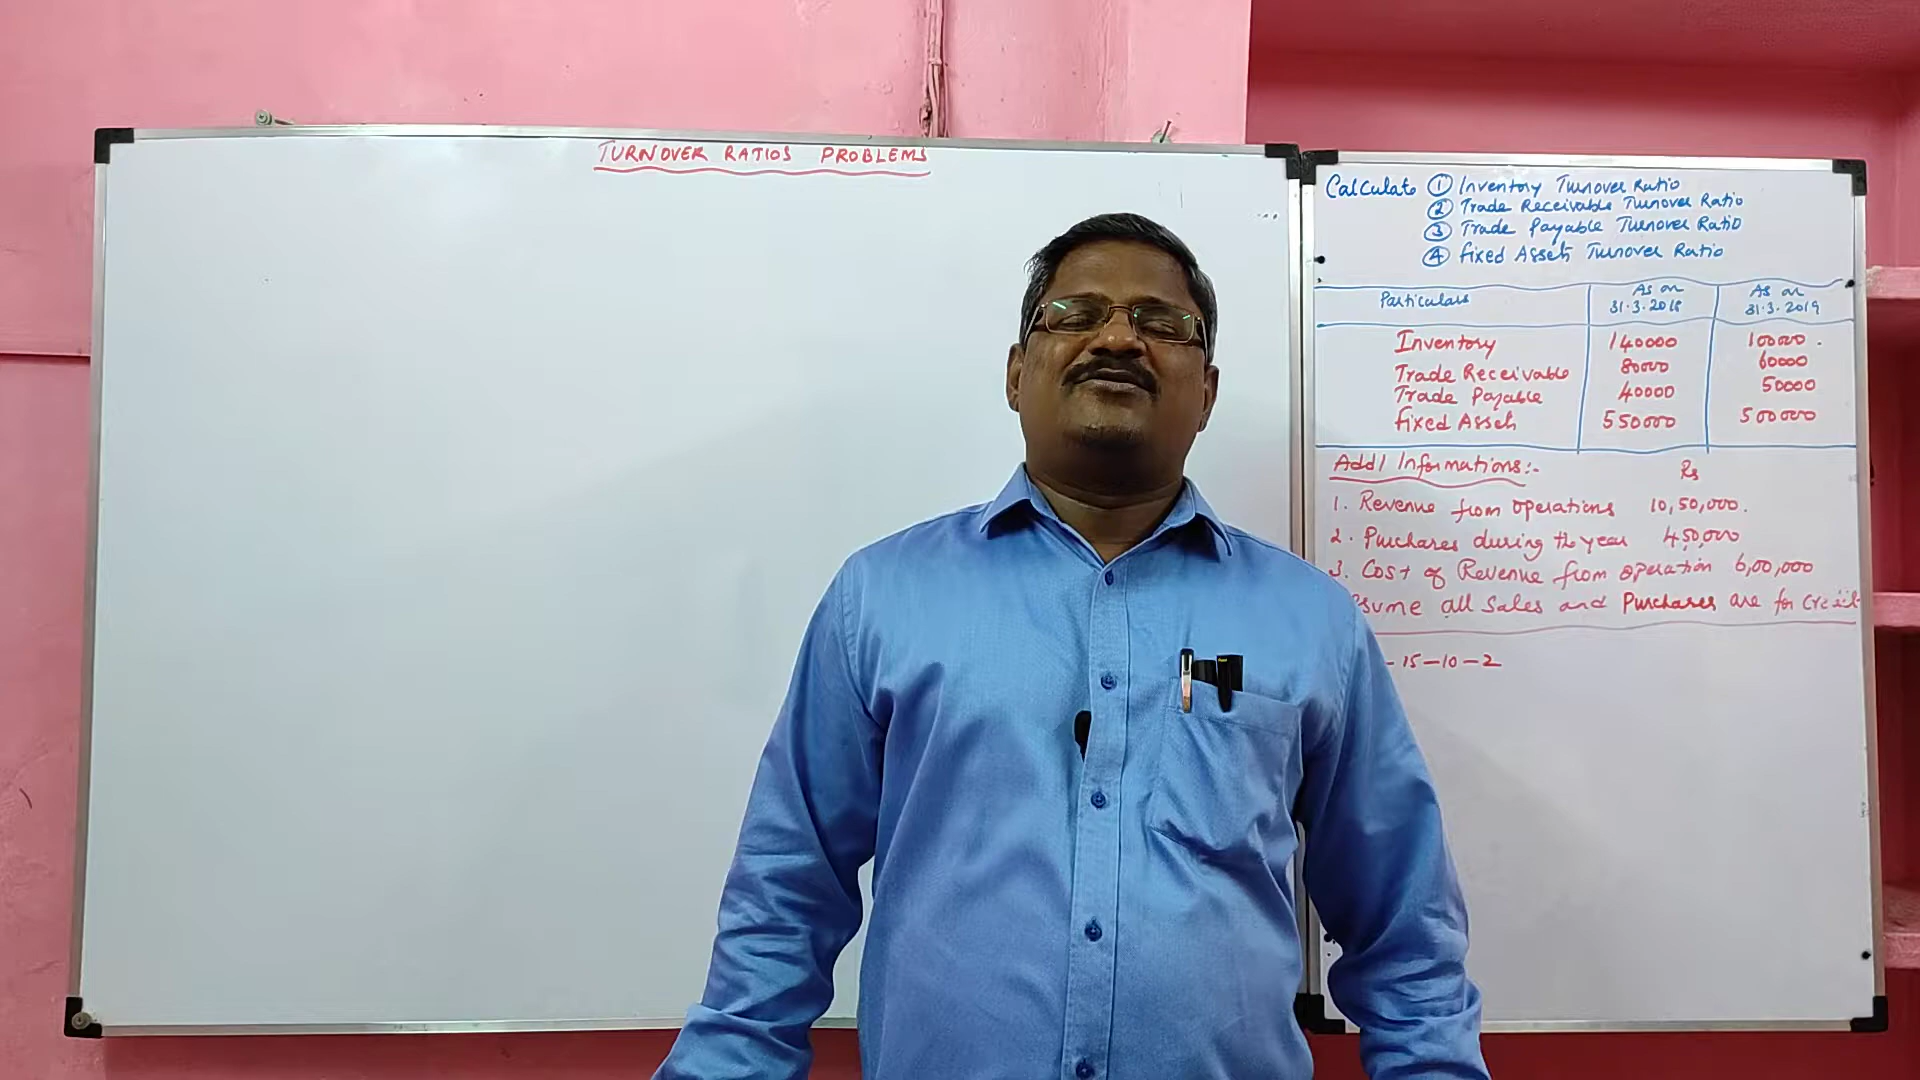 TURNOVER RATIOS PROBLEMS
Calculate ① Inventory Turnover Ratio
② Trade Receivable Turnover Ratio
③ Trade Payable Turnover Ratio
④ Fixed Assets Turnover Ratio
Particulars As on 31.3.2018 As on 31.3.2019
Inventory 140000 100000
Trade Receivable 80000 60000
Trade Payable 40000 50000
Fixed Assets 550000 500000
Addl Informations:- Rs
1. Revenue from operations 10,50,000.
2. Purchases during the year 4,50,000
3. Cost of Revenue from operation 6,00,000
all Sales and Purchases are for Credit
- 15 - 10 - 2